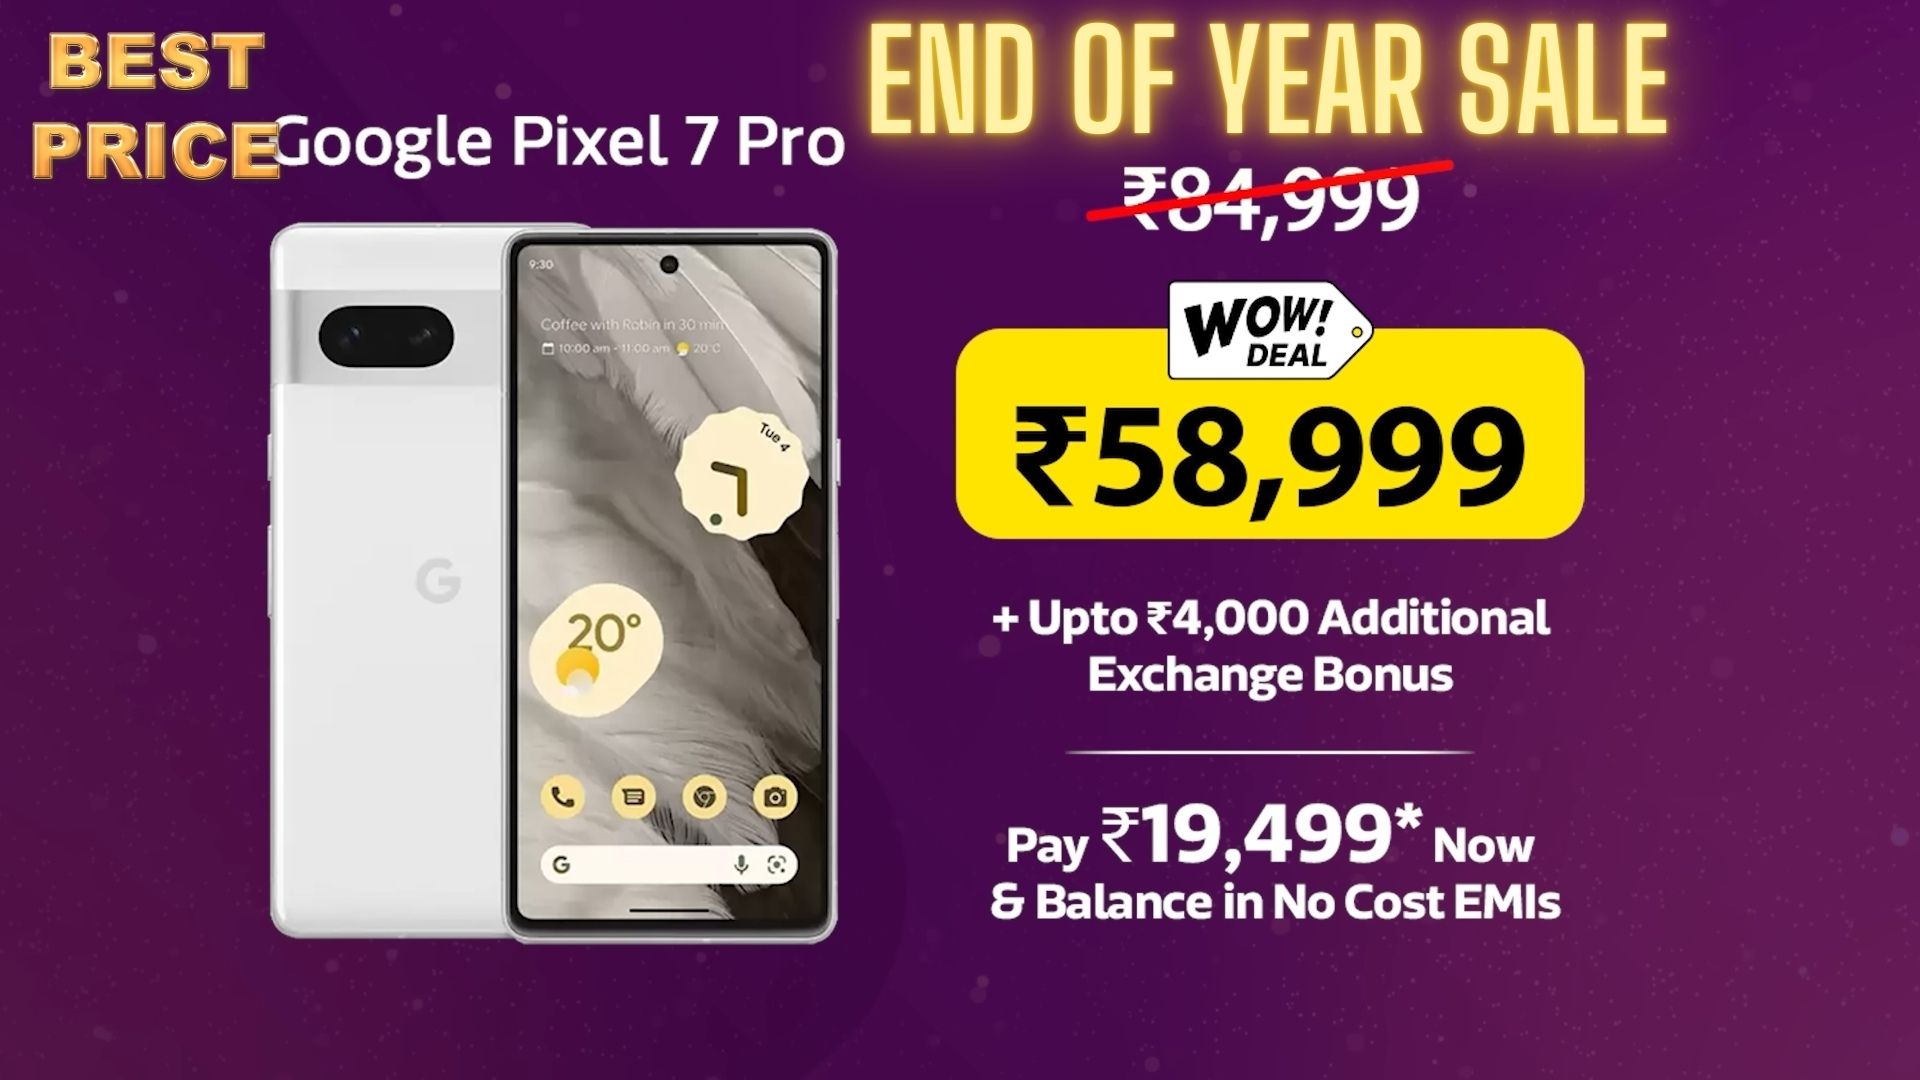 BEST
PRICE
Google Pixel 7 Pro
END OF YEAR SALE
₹84,999
WOW!
DEAL
₹58,999
+ Upto ₹4,000 Additional
Exchange Bonus
Pay ₹19,499* Now
& Balance in No Cost EMIs
9:30
Coffee with Robin in 30 min
10:00 am - 11:00 am 20°C
Tue 4
20°
G
G